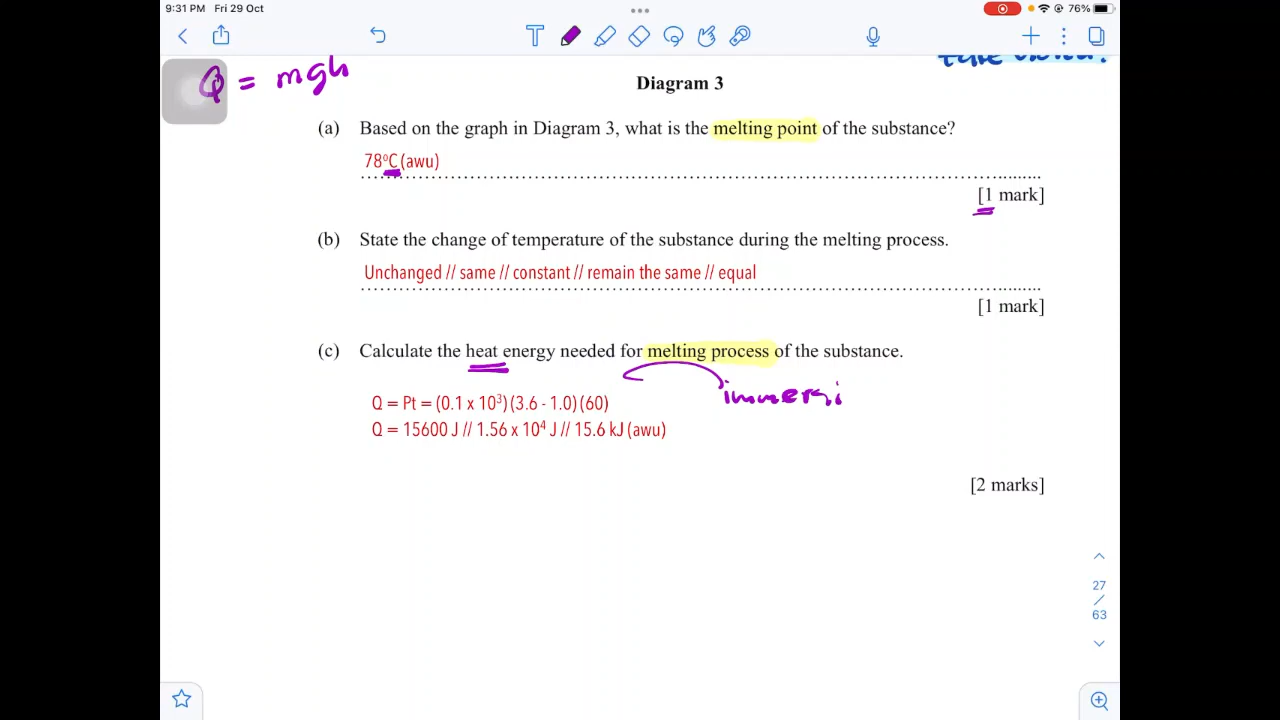 9:31 PM Fri 29 Oct
76%
T
Q = mgh
Diagram 3
(a) Based on the graph in Diagram 3, what is the melting point of the substance?
78°C (awu)
[1 mark]
(b) State the change of temperature of the substance during the melting process.
Unchanged // same // constant // remain the same // equal
[1 mark]
(c) Calculate the heat energy needed for melting process of the substance.
immersi
Q = Pt = (0.1 x 10³) (3.6 - 1.0) (60)
Q = 15600 J // 1.56 x 10⁴ J // 15.6 kJ (awu)
[2 marks]
27
/
63